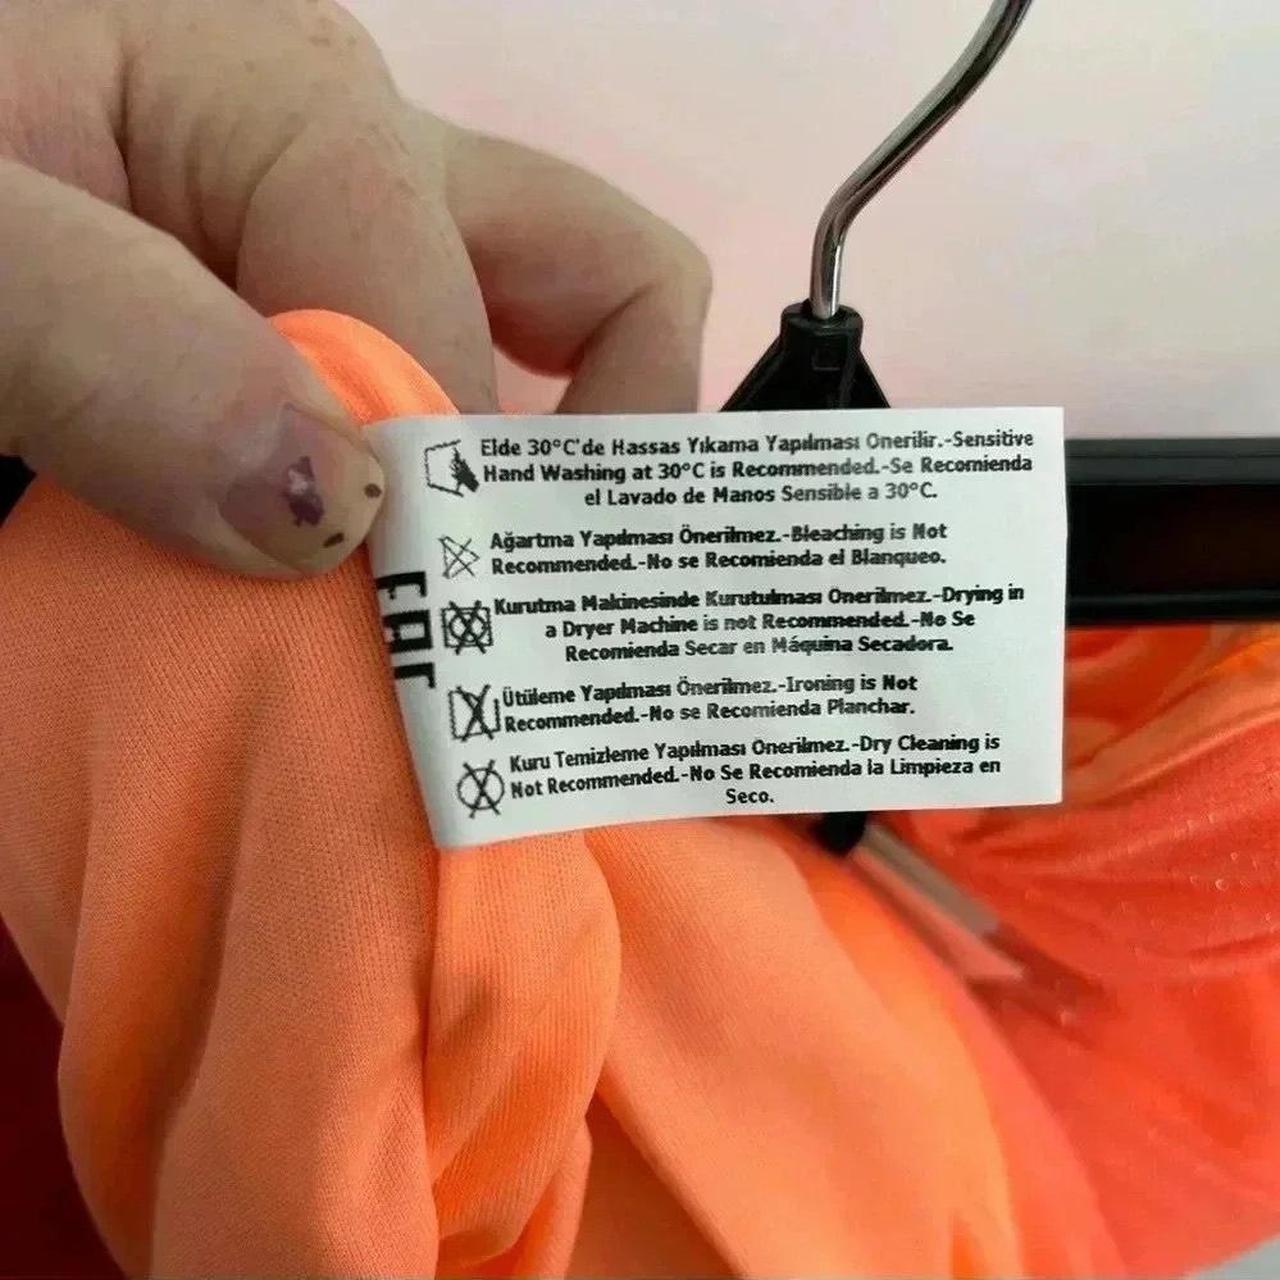 Elde 30°C'de Hassas Yıkama Yapılması Önerilir.-Sensitive
Hand Washing at 30°C is Recommended.-Se Recomienda
el Lavado de Manos Sensible a 30°C.
Ağartma Yapılması Önerilmez.-Bleaching is Not
Recommended.-No se Recomienda el Blanqueo.
Kurutma Makinesinde Kurutulması Önerilmez.-Drying in
a Dryer Machine is not Recommended.-No Se
Recomienda Secar en Máquina Secadora.
Ütüleme Yapılması Önerilmez.-Ironing is Not
Recommended.-No se Recomienda Planchar.
Kuru Temizleme Yapılması Önerilmez.-Dry Cleaning is
Not Recommended.-No Se Recomienda la Limpieza en
Seco.
EAC